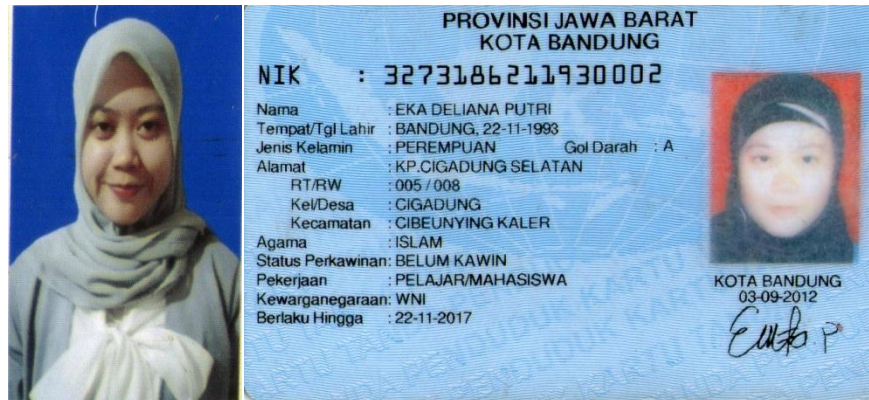 PROVINSI JAWA BARAT
KOTA BANDUNG
NIK : 3273186211930002
Nama : EKA DELIANA PUTRI
Tempat/Tgl Lahir : BANDUNG, 22-11-1993
Jenis Kelamin : PEREMPUAN Gol Darah : A
Alamat : KP.CIGADUNG SELATAN
RT/RW : 005 / 008
Kel/Desa : CIGADUNG
Kecamatan : CIBEUNYING KALER
Agama : ISLAM
Status Perkawinan: BELUM KAWIN
Pekerjaan : PELAJAR/MAHASISWA
Kewarganegaraan: WNI
Berlaku Hingga : 22-11-2017
KOTA BANDUNG
03-09-2012